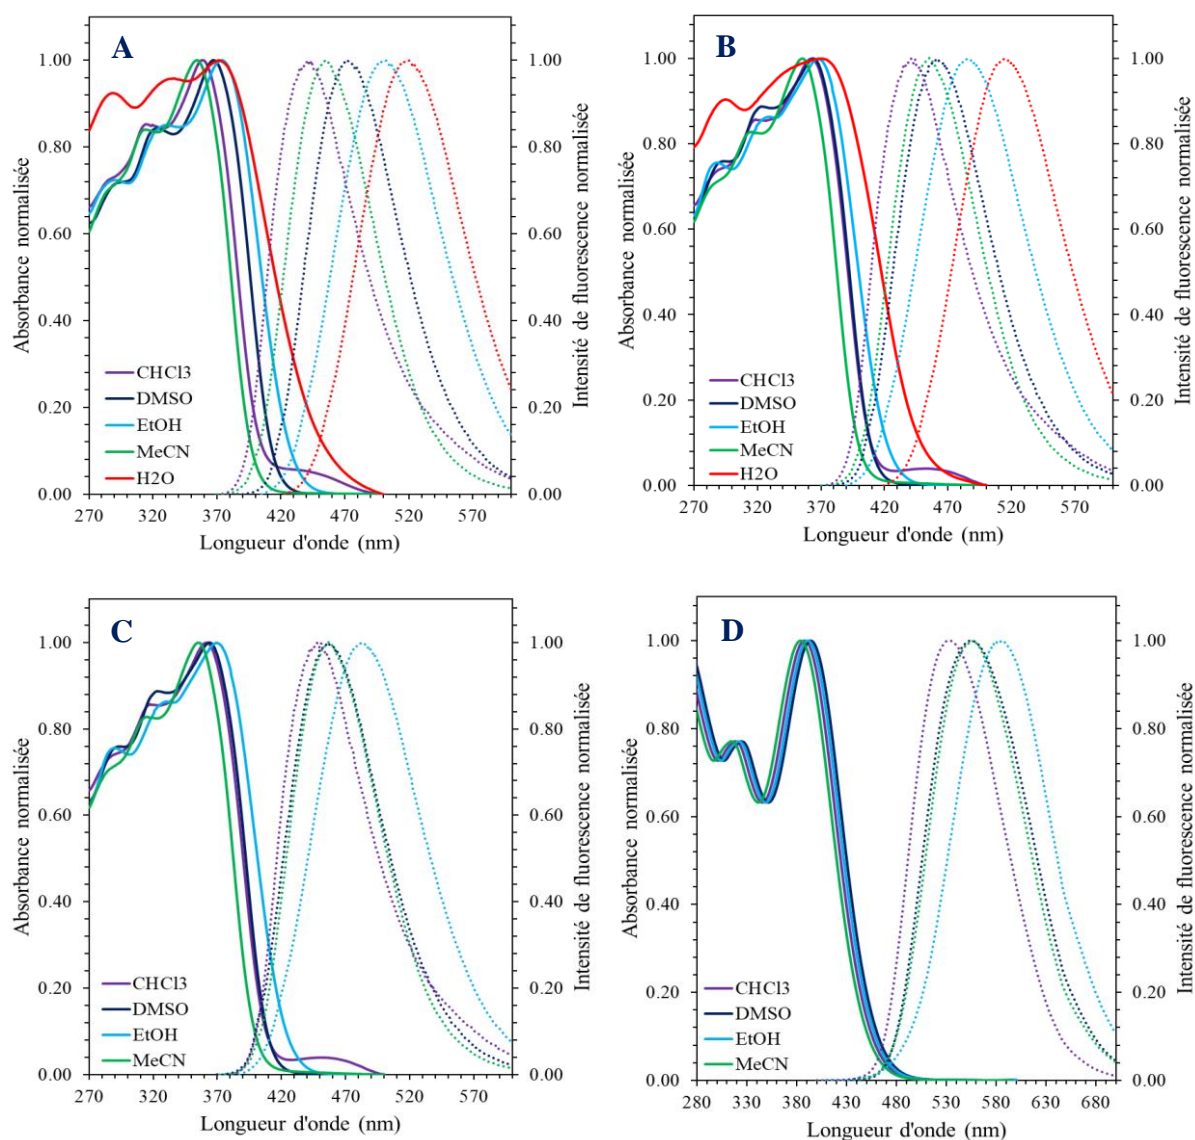 A
Absorbance normalisée
1.00
0.80
0.60
0.40
0.20
0.00
CHCl3
DMSO
EtOH
MeCN
H2O
270 320 370 420 470 520 570
Longueur d'onde (nm)
1.00
0.80
0.60
0.40
0.20
0.00
Intensité de fluorescence normalisée
B
Absorbance normalisée
1.00
0.80
0.60
0.40
0.20
0.00
CHCl3
DMSO
EtOH
MeCN
H2O
270 320 370 420 470 520 570
Longueur d'onde (nm)
1.00
0.80
0.60
0.40
0.20
0.00
Intensité de fluorescence normalisée
C
Absorbance normalisée
1.00
0.80
0.60
0.40
0.20
0.00
CHCl3
DMSO
EtOH
MeCN
270 320 370 420 470 520 570
Longueur d'onde (nm)
1.00
0.80
0.60
0.40
0.20
0.00
Intensité de fluorescence normalisée
D
Absorbance normalisée
1.00
0.80
0.60
0.40
0.20
0.00
CHCl3
DMSO
EtOH
MeCN
280 330 380 430 480 530 580 630 680
Longueur d'onde (nm)
1.00
0.80
0.60
0.40
0.20
0.00
Intensité de fluorescence normalisée